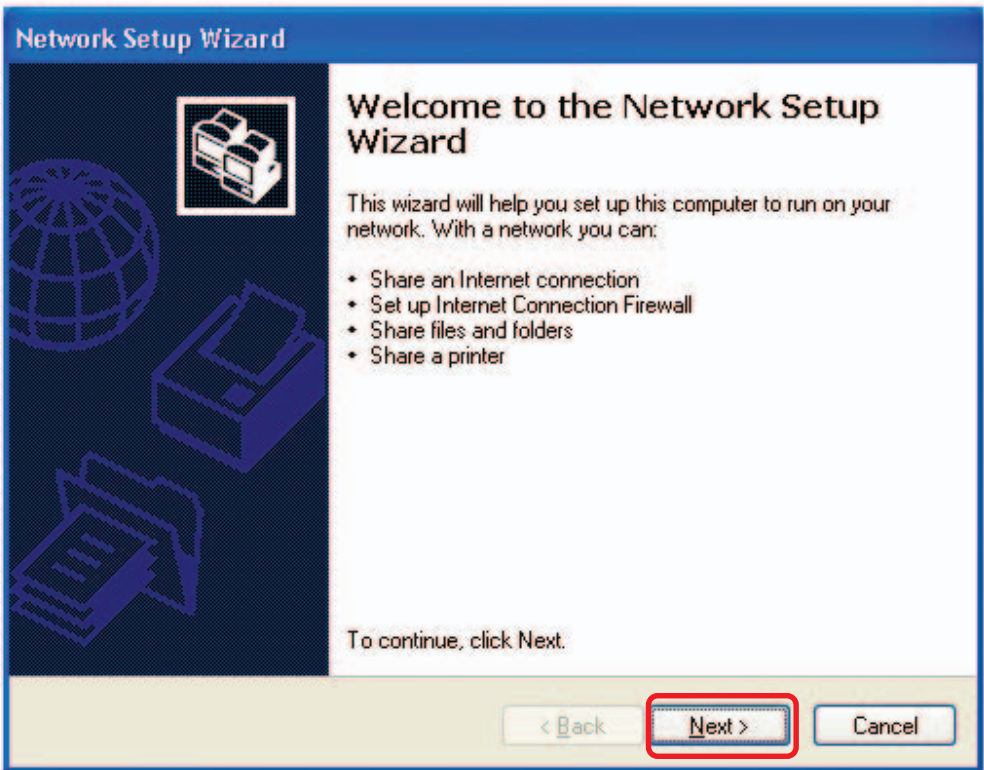 Network Setup Wizard
Welcome to the Network Setup
Wizard
This wizard will help you set up this computer to run on your
network. With a network you can:
• Share an Internet connection
• Set up Internet Connection Firewall
• Share files and folders
• Share a printer
To continue, click Next.
< Back Next > Cancel